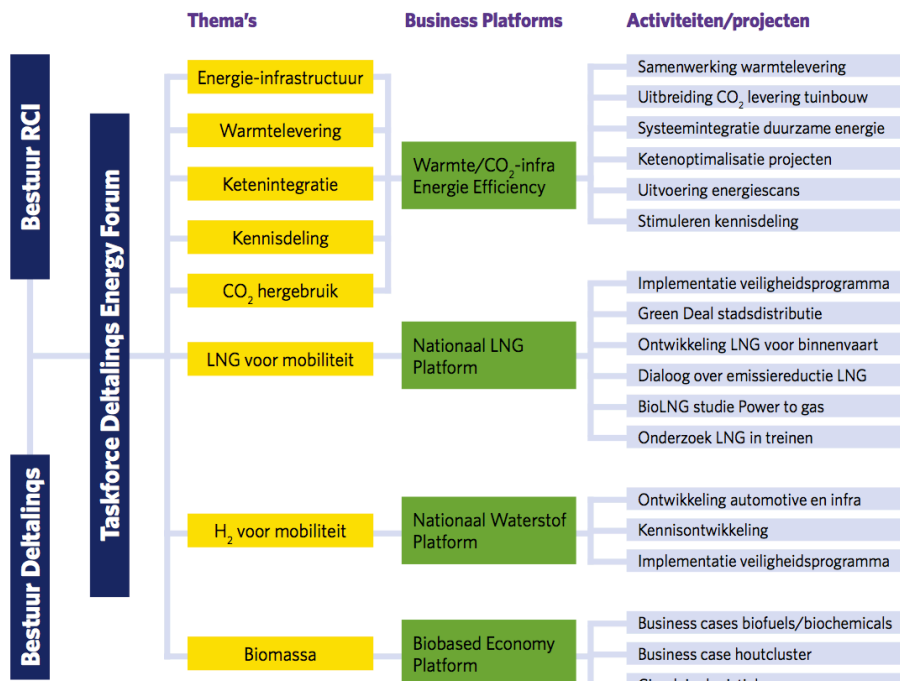 Thema's
Business Platforms
Activiteiten/projecten
Bestuur RCI
Bestuur Deltalinqs
Taskforce Deltalinqs Energy Forum
Energie-infrastructuur
Warmtelevering
Ketenintegratie
Kennisdeling
CO₂ hergebruik
LNG voor mobiliteit
H₂ voor mobiliteit
Biomassa
Warmte/CO₂-infra
Energie Efficiency
Nationaal LNG
Platform
Nationaal Waterstof
Platform
Biobased Economy
Platform
Samenwerking warmtelevering
Uitbreiding CO₂ levering tuinbouw
Systeemintegratie duurzame energie
Ketenoptimalisatie projecten
Uitvoering energiescans
Stimuleren kennisdeling
Implementatie veiligheidsprogramma
Green Deal stadsdistributie
Ontwikkeling LNG voor binnenvaart
Dialoog over emissiereductie LNG
BioLNG studie Power to gas
Onderzoek LNG in treinen
Ontwikkeling automotive en infra
Kennisontwikkeling
Implementatie veiligheidsprogramma
Business cases biofuels/biochemicals
Business case houtcluster